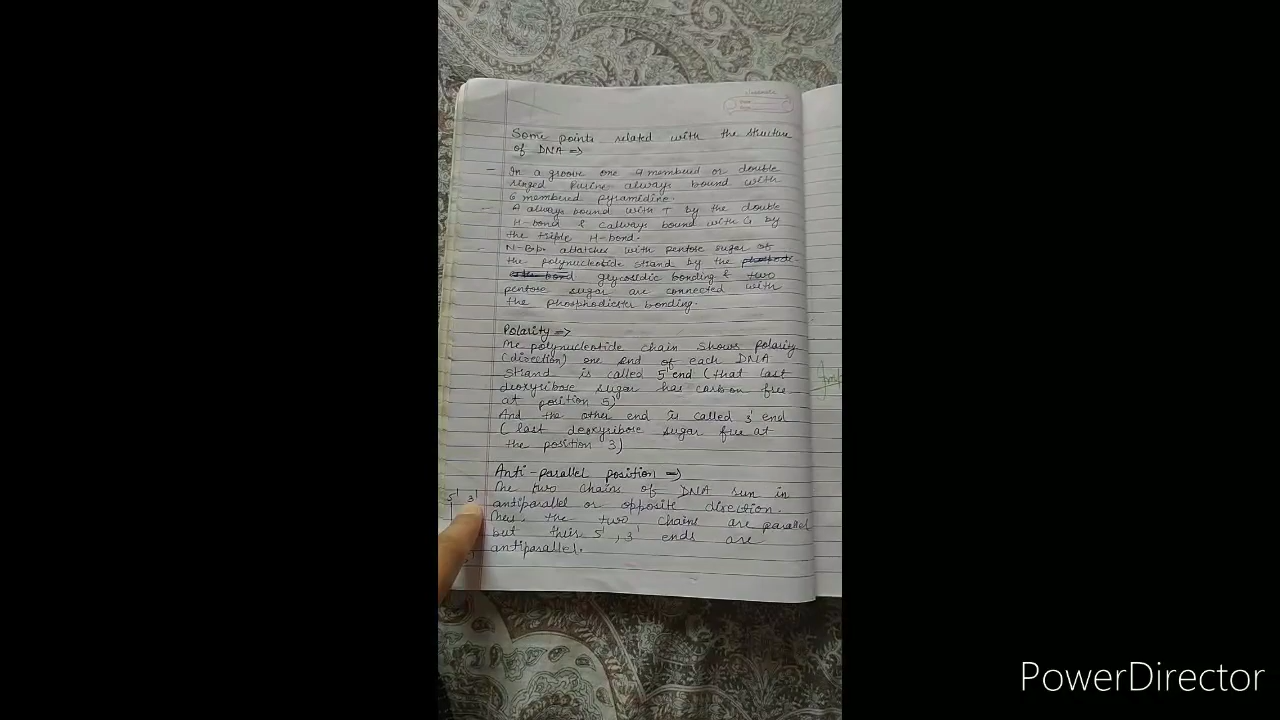 classmate
Some points related with the structure
of DNA =>
- In a groove one 9 membered or double
ringed Purine always bound with
6 membered pyramidine.
- A always bound with T by the double
H-bond & C always bound with G by
the triple H-bond.
- N-Bp. attatches with pentose sugar of
the polynucleotide strand by the
glycosidic bonding & two
pentose sugar are connected with
the phosphodiester bonding.
Polarity =>
The polynucleotide chain shows polarity
(direction) one end of each DNA
strand is called 5' end (that last
deoxyribose sugar has carbon free
at position 5)
And the other end is called 3' end
( last deoxyribose sugar free at
the position 3)
Anti-parallel position =>
The two chains of DNA run in
5' 3' antiparallel or opposite direction.
the two chains are parallel
but their 5', 3' ends are
antiparallel.
PowerDirector